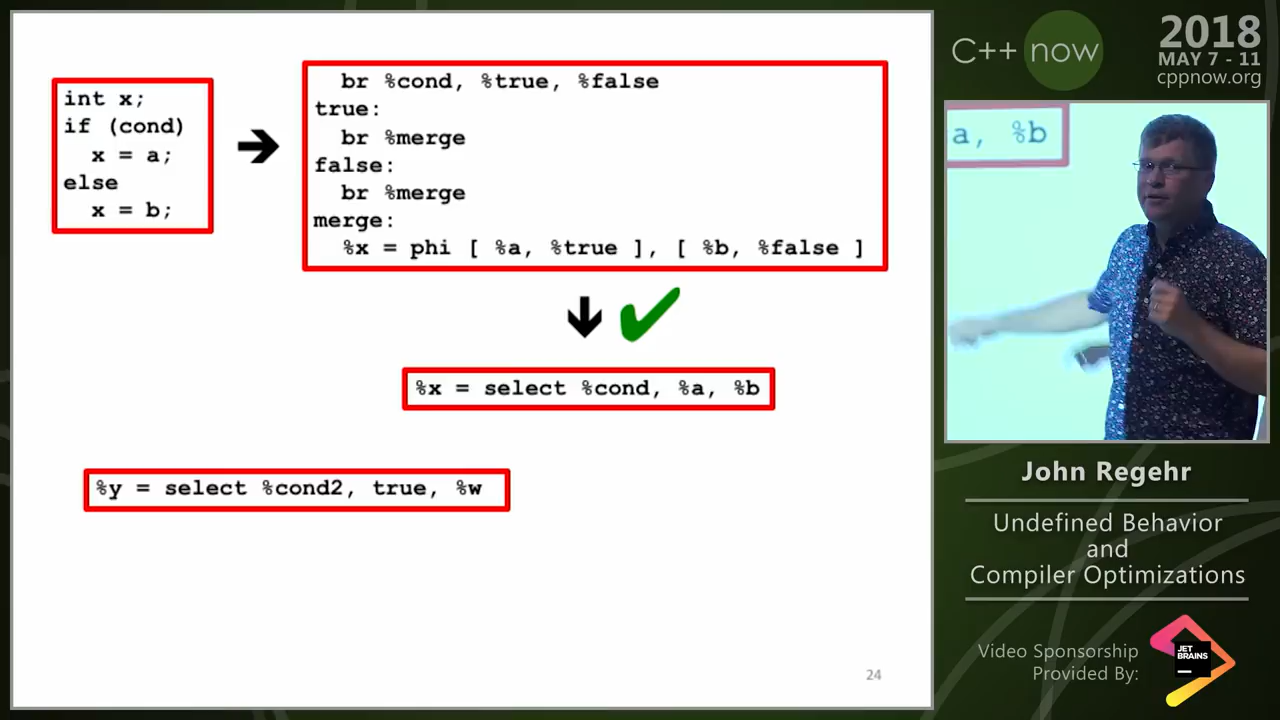 int x;
if (cond)
  x = a;
else
  x = b;
br %cond, %true, %false
true:
  br %merge
false:
  br %merge
merge:
  %x = phi [ %a, %true ], [ %b, %false ]
%x = select %cond, %a, %b
%y = select %cond2, true, %w
24
C++ now
2018
MAY 7 - 11
cppnow.org
a, %b
John Regehr
Undefined Behavior
and
Compiler Optimizations
Video Sponsorship
Provided By:
JET
BRAINS